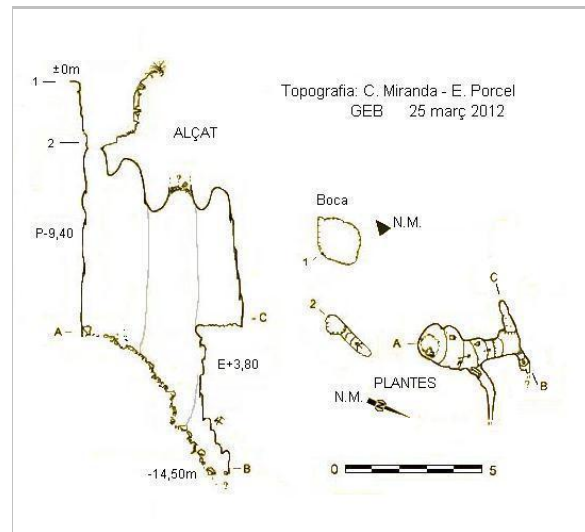 ±0m
1
Topografia: C. Miranda - E. Porcel
GEB 25 març 2012
ALÇAT
2
?
Boca
N.M.
1
P-9,40
C
2
A
C
A
E+3,80
B
?
PLANTES
N.M.
-14,50m
B
?
0 5